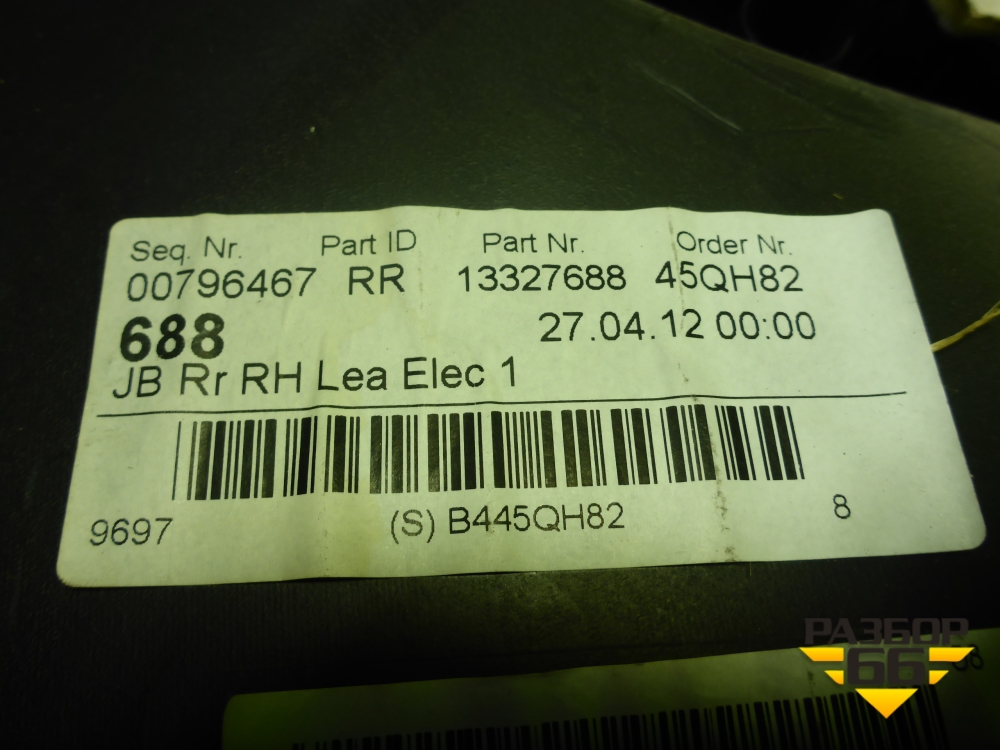 Seq. Nr. Part ID Part Nr. Order Nr.
00796467 RR 13327688 45QH82
688 27.04.12 00:00
JB Rr RH Lea Elec 1
9697 (S) B445QH82 8
РАЗБОР
66